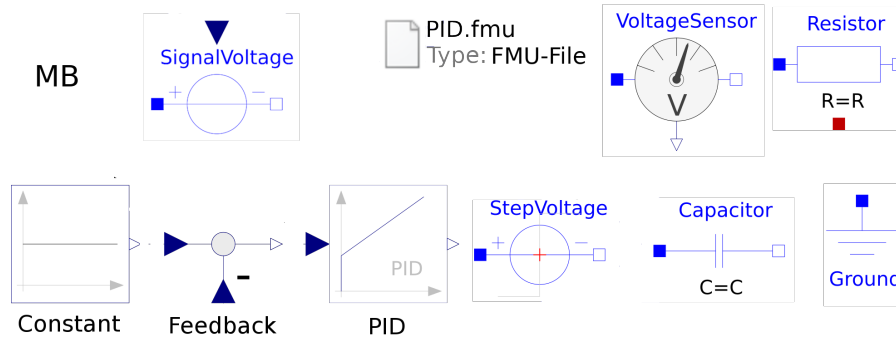 MB
SignalVoltage
+ −
PID.fmu
Type: FMU-File
VoltageSensor
V
Resistor
R=R
Constant
Feedback
−
PID
PID
StepVoltage
+ −
Capacitor
C=C
Ground